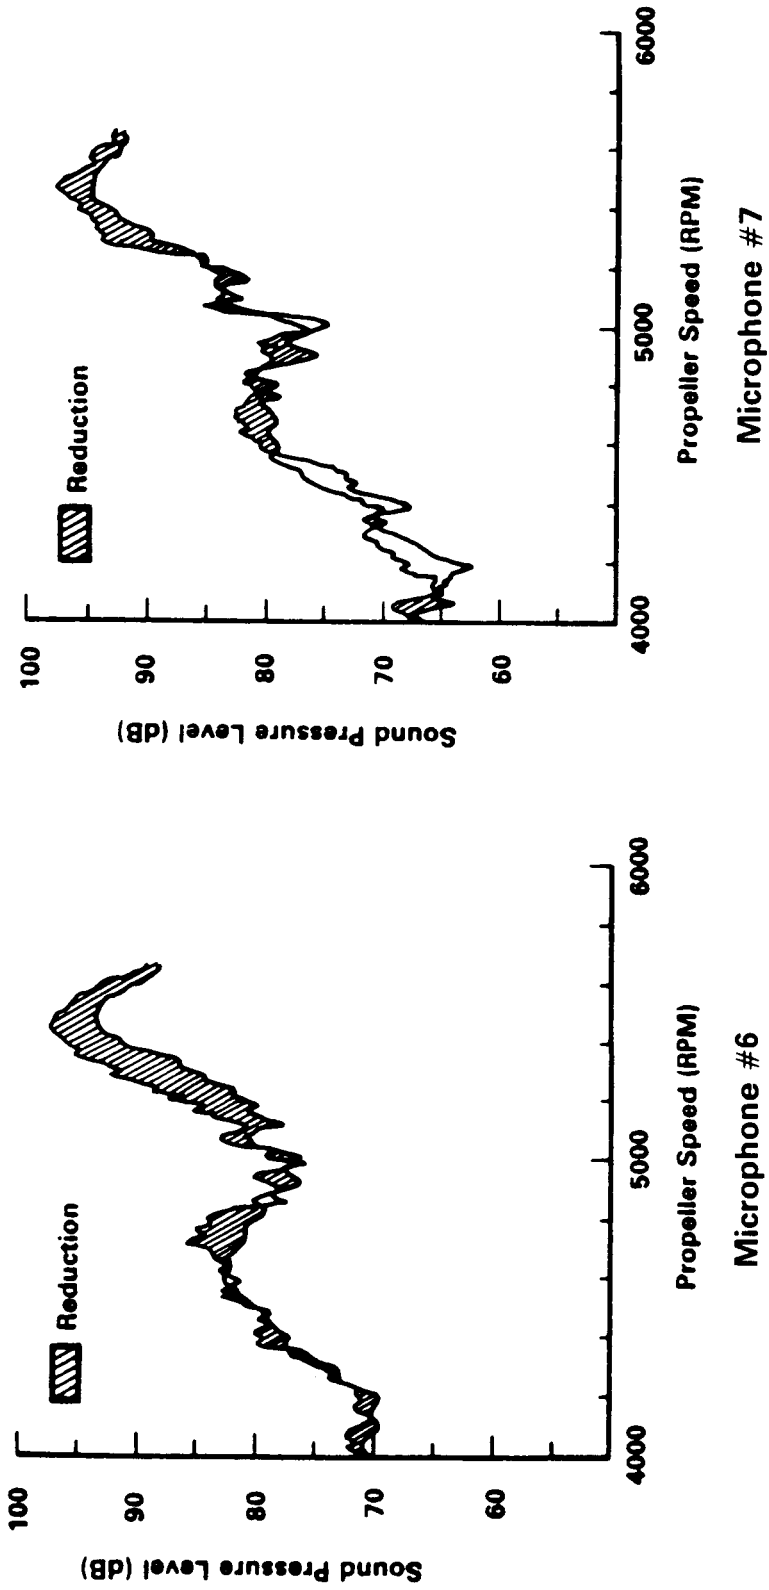 Sound Pressure Level (dB)
100
90
80
70
60
Reduction
4000
5000
6000
Propeller Speed (RPM)
Microphone #6
Sound Pressure Level (dB)
100
90
80
70
60
Reduction
4000
5000
6000
Propeller Speed (RPM)
Microphone #7